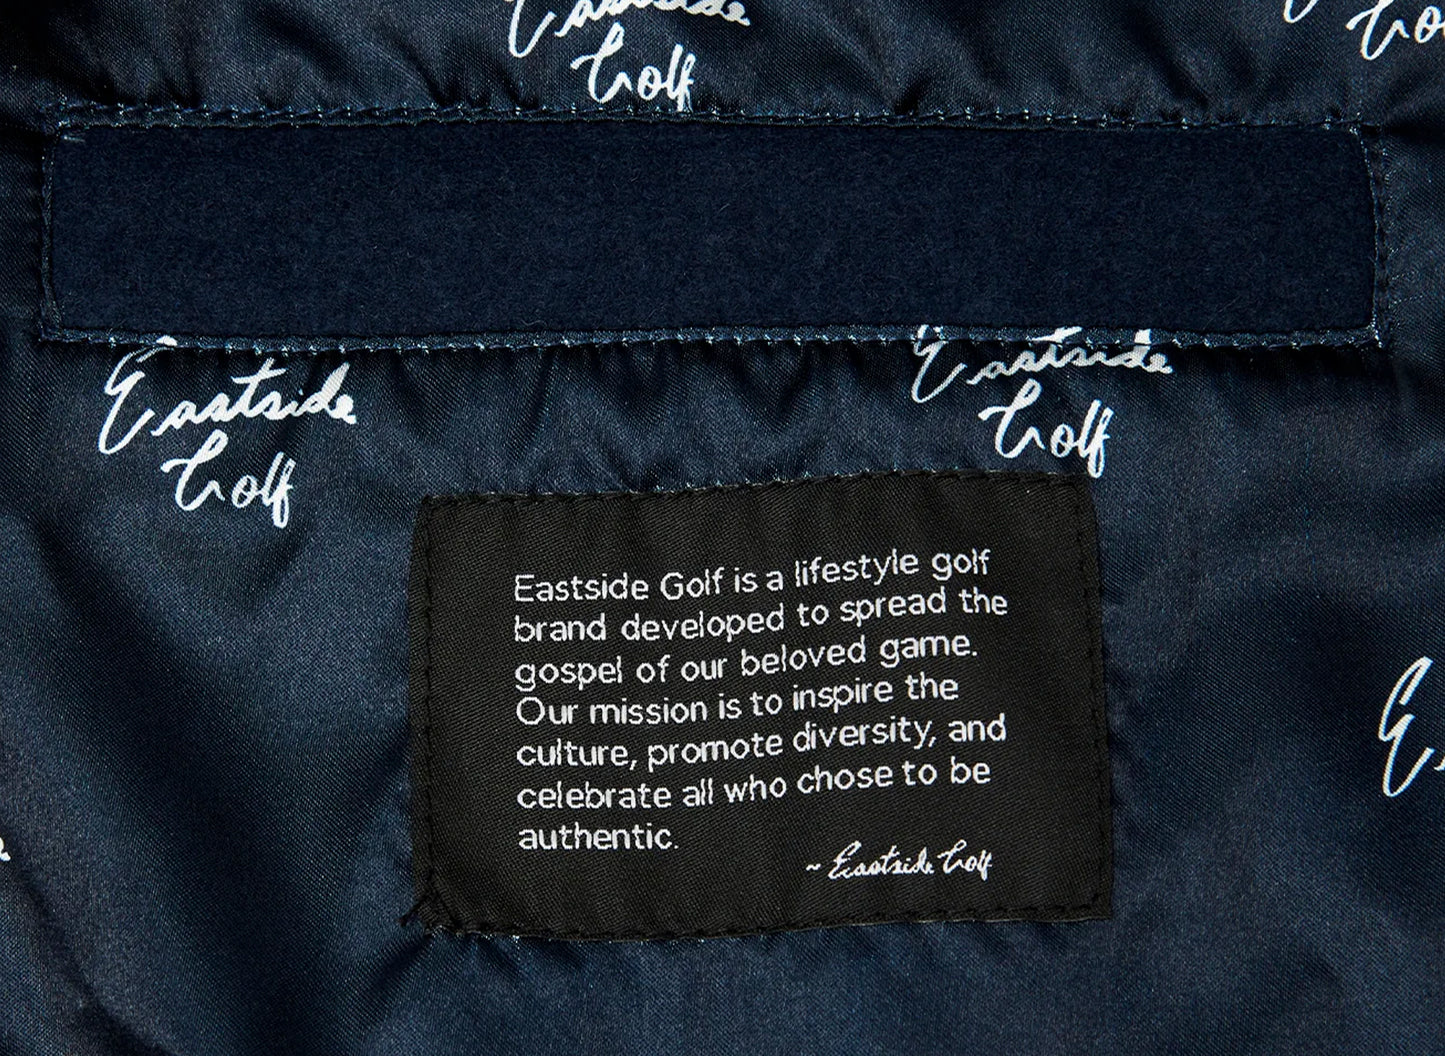 Eastside
Golf
Golf
Eastside
Golf
Eastside
Golf
Eastside Golf is a lifestyle golf
brand developed to spread the
gospel of our beloved game.
Our mission is to inspire the
culture, promote diversity, and
celebrate all who chose to be
authentic.
~ Eastside Golf